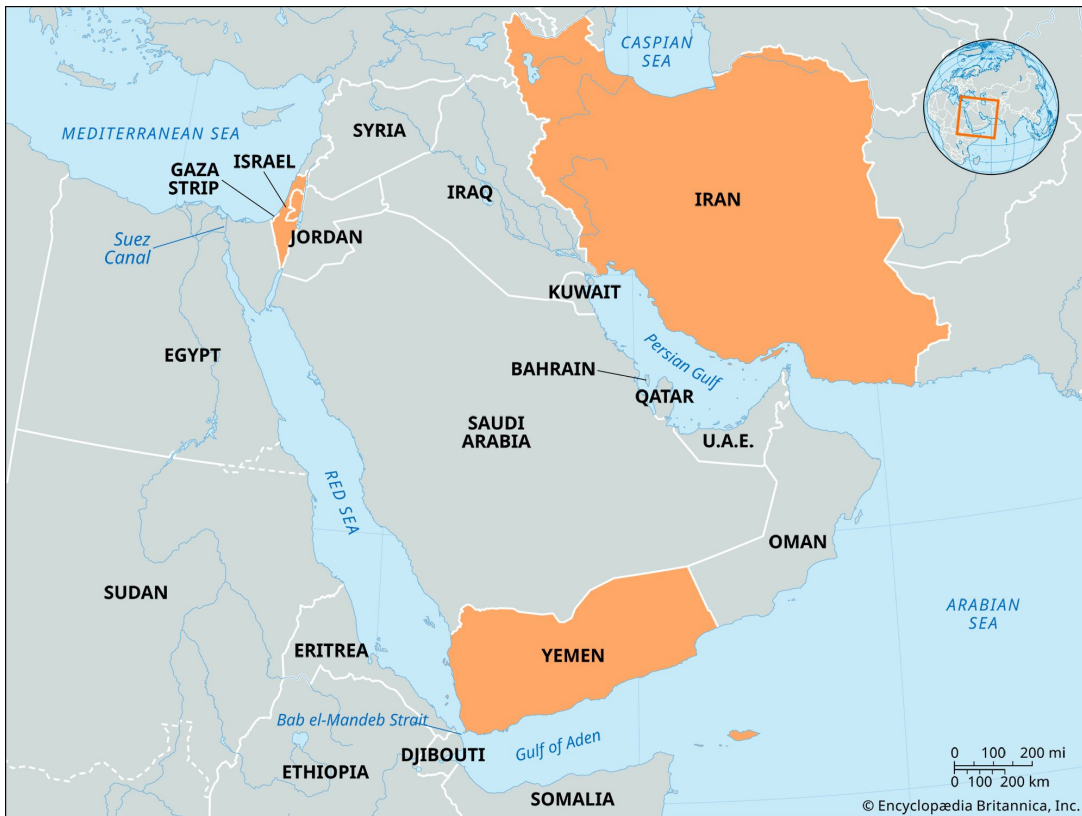 CASPIAN
SEA
MEDITERRANEAN SEA
SYRIA
GAZA
STRIP
ISRAEL
IRAQ
IRAN
Suez
Canal
JORDAN
KUWAIT
EGYPT
Persian Gulf
BAHRAIN
QATAR
SAUDI
ARABIA
U.A.E.
RED SEA
OMAN
SUDAN
ARABIAN
SEA
ERITREA
YEMEN
Bab el-Mandeb Strait
Gulf of Aden
DJIBOUTI
ETHIOPIA
SOMALIA
0 100 200 mi
0 100 200 km
© Encyclopædia Britannica, Inc.